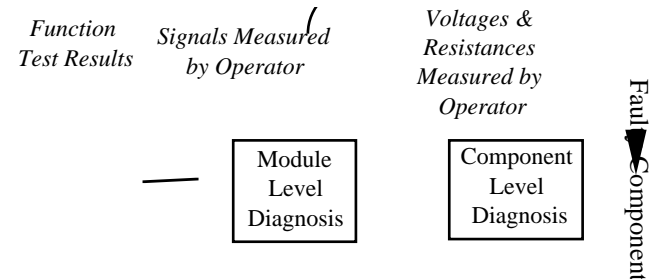 Function
Test Results
Signals Measured
by Operator
Voltages &
Resistances
Measured by
Operator
Module
Level
Diagnosis
Component
Level
Diagnosis
Faulty Component